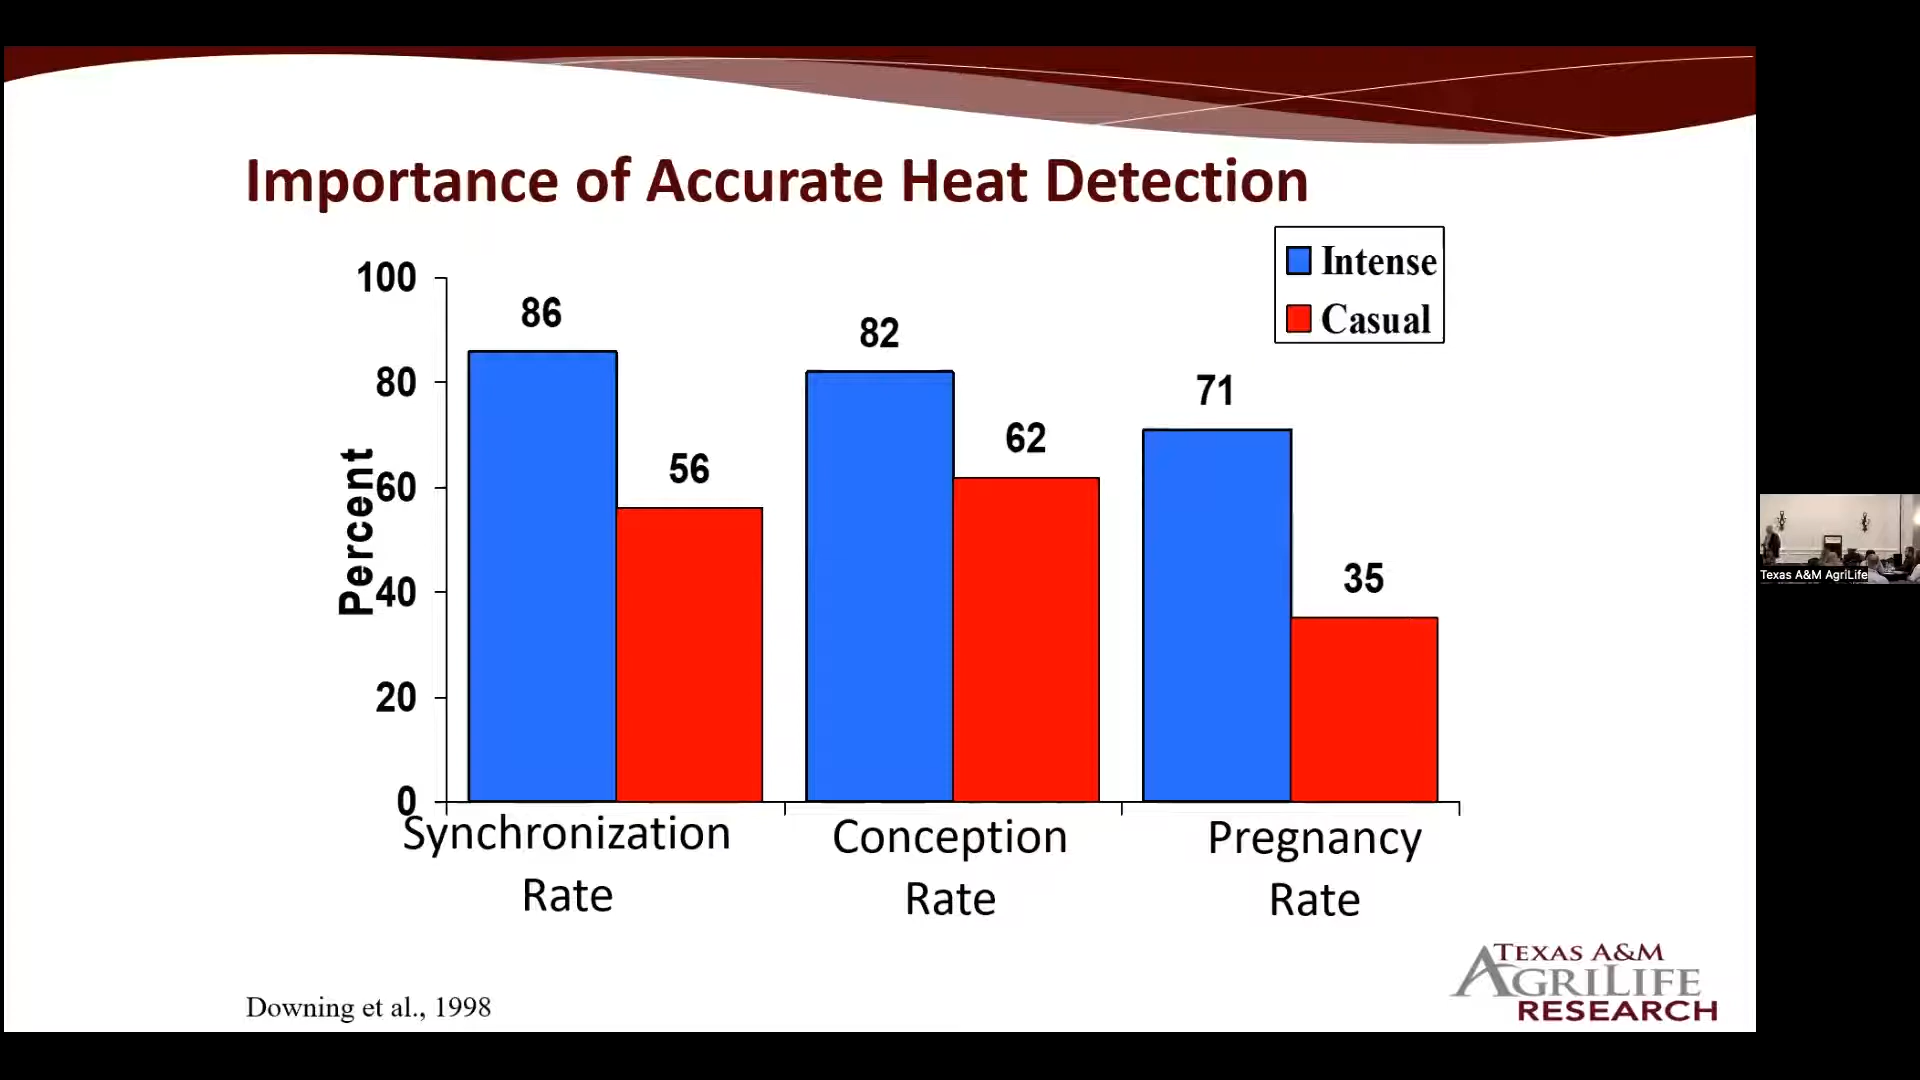 Importance of Accurate Heat Detection
Intense
Casual
Percent
100
80
60
40
20
0
86
56
82
62
71
35
Synchronization
Rate
Conception
Rate
Pregnancy
Rate
Downing et al., 1998
TEXAS A&M
AGRILIFE
RESEARCH
Texas A&M AgriLife